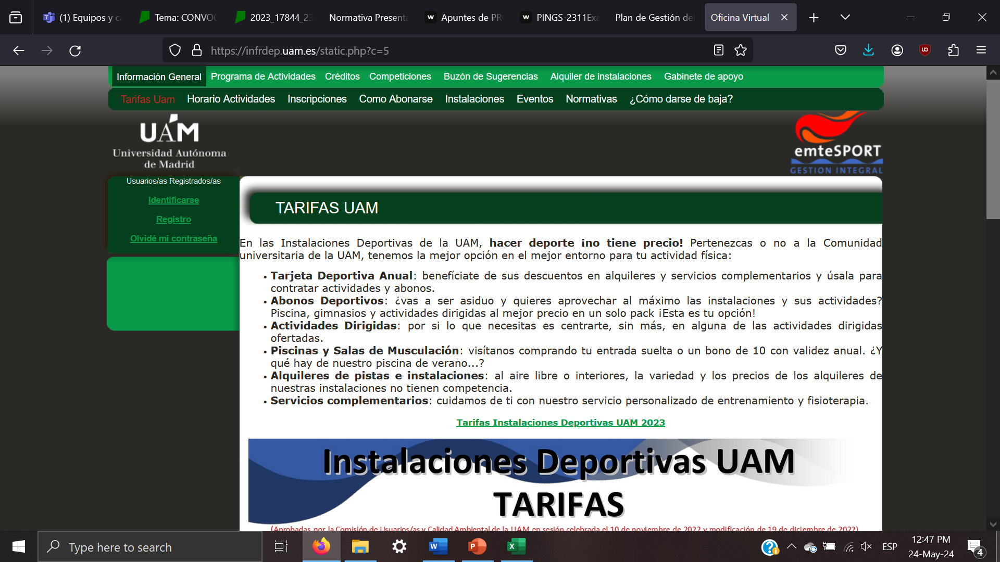 (1) Equipos y c
Tema: CONVOC
2023_17844_23
Normativa Presenta
Apuntes de PR
PINGS-2311Exa
Plan de Gestión del
Oficina Virtual
https://infrdep.uam.es/static.php?c=5
Información General Programa de Actividades Créditos Competiciones Buzón de Sugerencias Alquiler de instalaciones Gabinete de apoyo
Tarifas Uam Horario Actividades Inscripciones Como Abonarse Instalaciones Eventos Normativas ¿Cómo darse de baja?
UAM
Universidad Autónoma
de Madrid
emteSPORT
GESTION INTEGRAL
Usuarios/as Registrados/as
Identificarse
Registro
Olvidé mi contraseña
TARIFAS UAM
En las Instalaciones Deportivas de la UAM, hacer deporte ¡no tiene precio! Pertenezcas o no a la Comunidad
universitaria de la UAM, tenemos la mejor opción en el mejor entorno para tu actividad física:
• Tarjeta Deportiva Anual: benefíciate de sus descuentos en alquileres y servicios complementarios y úsala para
contratar actividades y abonos.
• Abonos Deportivos: ¿vas a ser asiduo y quieres aprovechar al máximo las instalaciones y sus actividades?
Piscina, gimnasios y actividades dirigidas al mejor precio en un solo pack ¡Esta es tu opción!
• Actividades Dirigidas: por si lo que necesitas es centrarte, sin más, en alguna de las actividades dirigidas
ofertadas.
• Piscinas y Salas de Musculación: visítanos comprando tu entrada suelta o un bono de 10 con validez anual. ¿Y
qué hay de nuestro piscina de verano...?
• Alquileres de pistas e instalaciones: al aire libre o interiores, la variedad y los precios de los alquileres de
nuestras instalaciones no tienen competencia.
• Servicios complementarios: cuidamos de ti con nuestro servicio personalizado de entrenamiento y fisioterapia.
Tarifas Instalaciones Deportivas UAM 2023
Instalaciones Deportivas UAM
TARIFAS
(Aprobadas por la Comisión de Usuarios/as y Calidad Ambiental de la UAM en sesión celebrada el 10 de noviembre de 2022 y modificación de 19 de diciembre de 2022)
Type here to search
ESP
12:47 PM
24-May-24
4